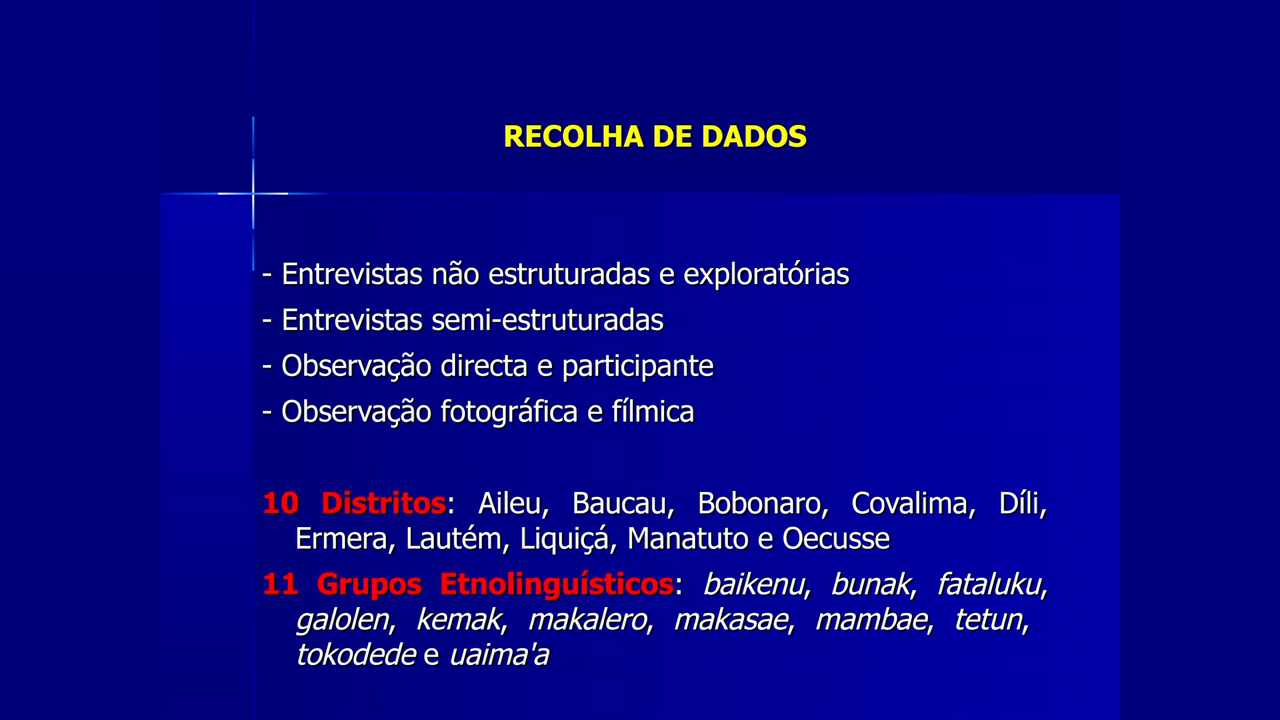 RECOLHA DE DADOS
- Entrevistas não estruturadas e exploratórias
- Entrevistas semi-estruturadas
- Observação directa e participante
- Observação fotográfica e fílmica
10 Distritos: Aileu, Baucau, Bobonaro, Covalima, Díli,
Ermera, Lautém, Liquiçá, Manatuto e Oecusse
11 Grupos Etnolinguísticos: baikenu, bunak, fataluku,
galolen, kemak, makalero, makasae, mambae, tetun,
tokodede e uaima'a